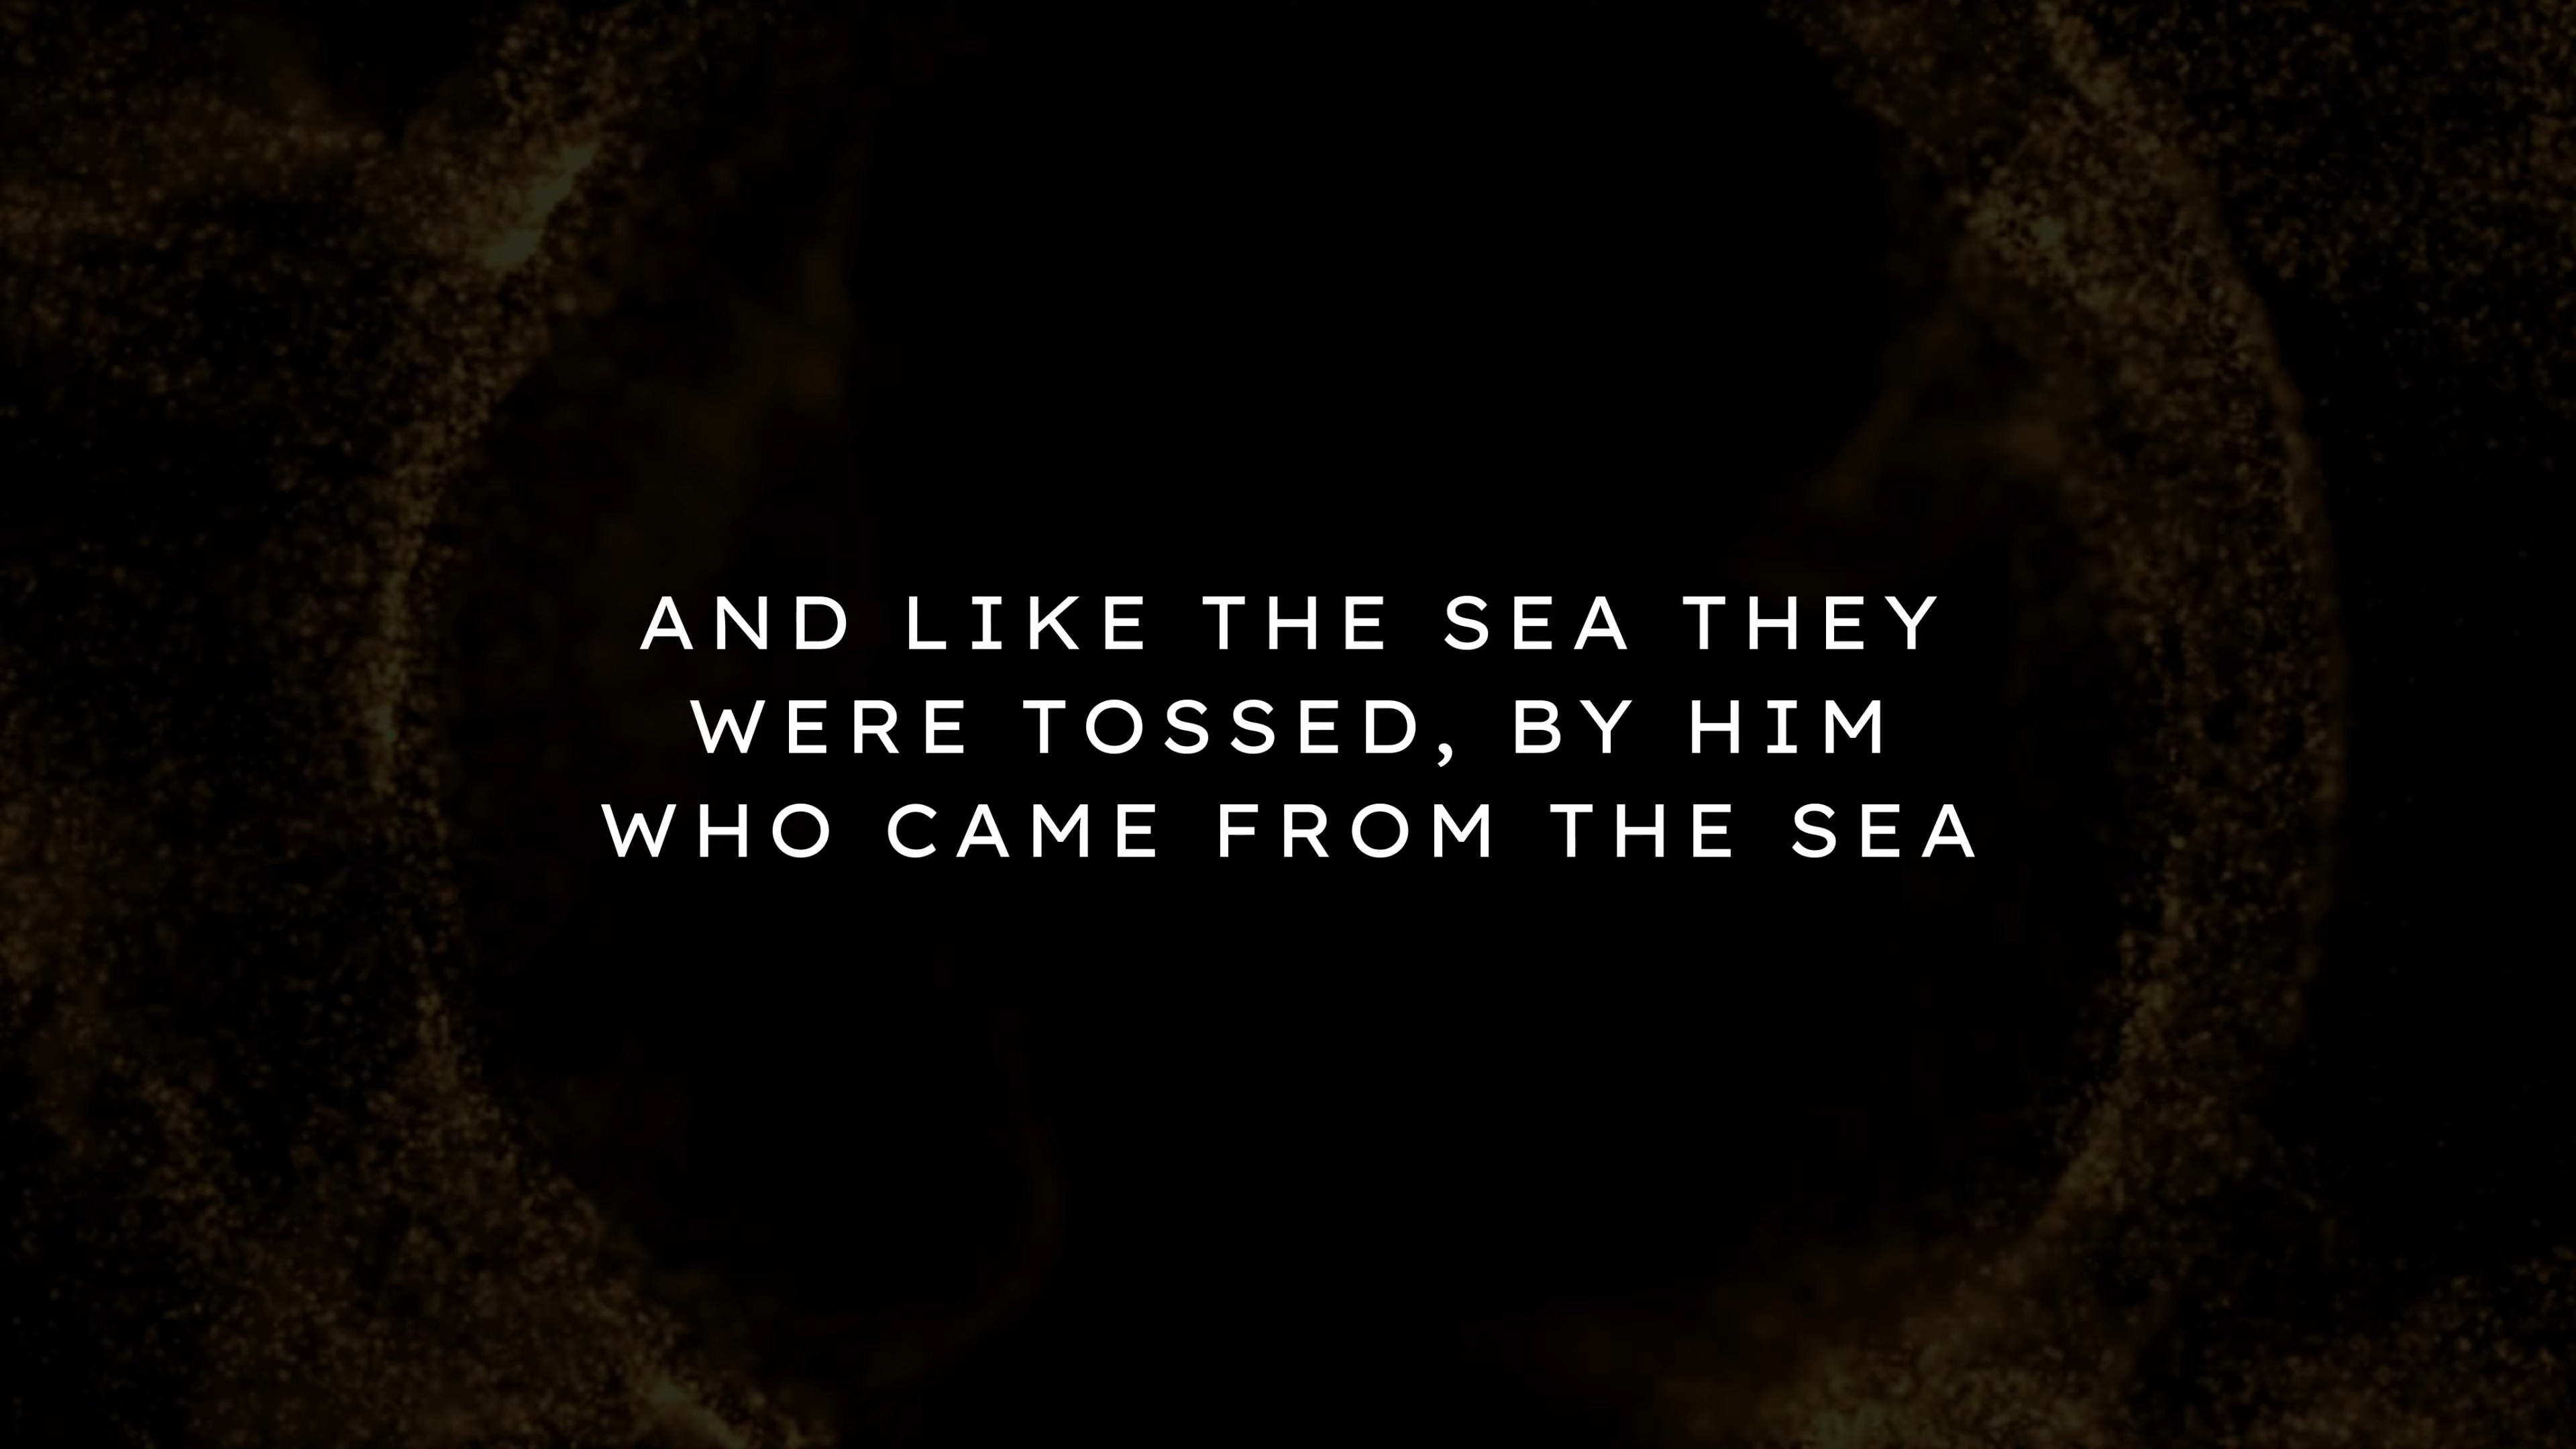 AND LIKE THE SEA THEY
WERE TOSSED, BY HIM
WHO CAME FROM THE SEA